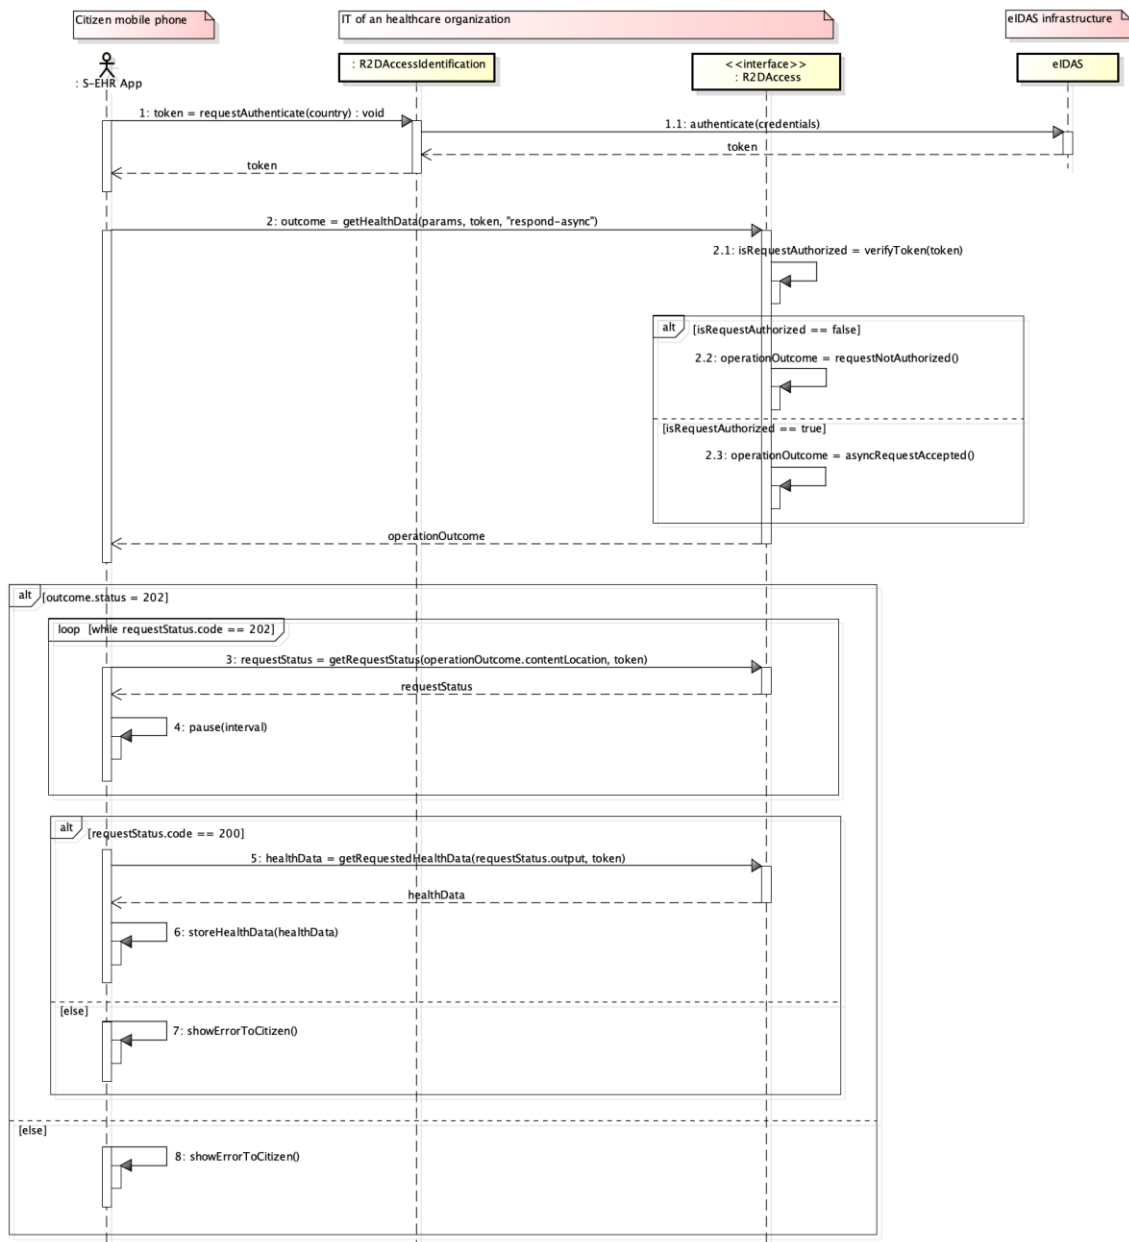 Citizen mobile phone
IT of an healthcare organization
eIDAS infrastructure
: S-EHR App
: R2DAccessIdentification
<<interface>>
: R2DAccess
eIDAS
1: token = requestAuthenticate(country) : void
1.1: authenticate(credentials)
token
token
2: outcome = getHealthData(params, token, "respond-async")
2.1: isRequestAuthorized = verifyToken(token)
alt [isRequestAuthorized == false]
2.2: operationOutcome = requestNotAuthorized()
[isRequestAuthorized == true]
2.3: operationOutcome = asyncRequestAccepted()
operationOutcome
alt [outcome.status = 202]
loop [while requestStatus.code == 202]
3: requestStatus = getRequestStatus(operationOutcome.contentLocation, token)
requestStatus
4: pause(interval)
alt [requestStatus.code == 200]
5: healthData = getRequestedHealthData(requestStatus.output, token)
healthData
6: storeHealthData(healthData)
[else]
7: showErrorToCitizen()
[else]
8: showErrorToCitizen()